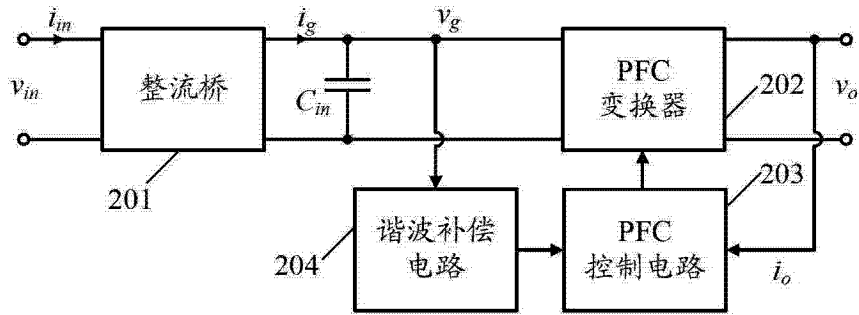 i_in
i_g
v_g
v_in
整流桥
C_in
PFC
变换器
v_o
202
201
203
204
谐波补偿
电路
PFC
控制电路
i_o